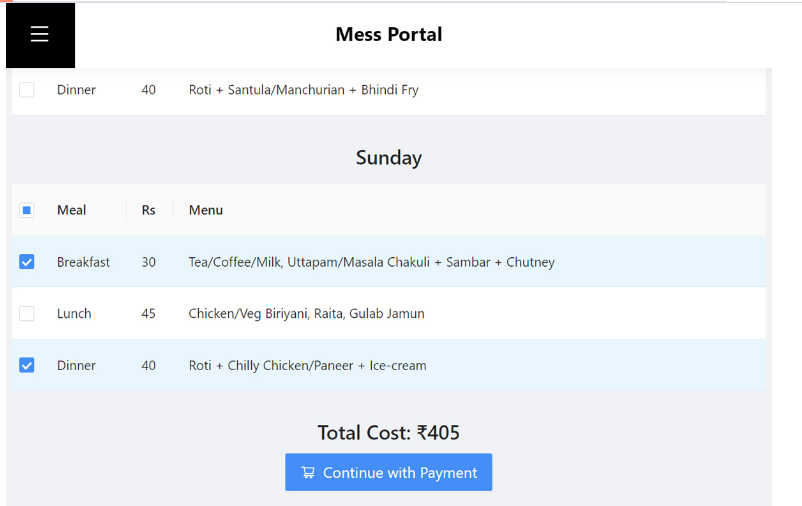 Mess Portal
Dinner 40 Roti + Santula/Manchurian + Bhindi Fry
Sunday
Meal Rs Menu
Breakfast 30 Tea/Coffee/Milk, Uttapam/Masala Chakuli + Sambar + Chutney
Lunch 45 Chicken/Veg Biriyani, Raita, Gulab Jamun
Dinner 40 Roti + Chilly Chicken/Paneer + Ice-cream
Total Cost: ₹405
Continue with Payment